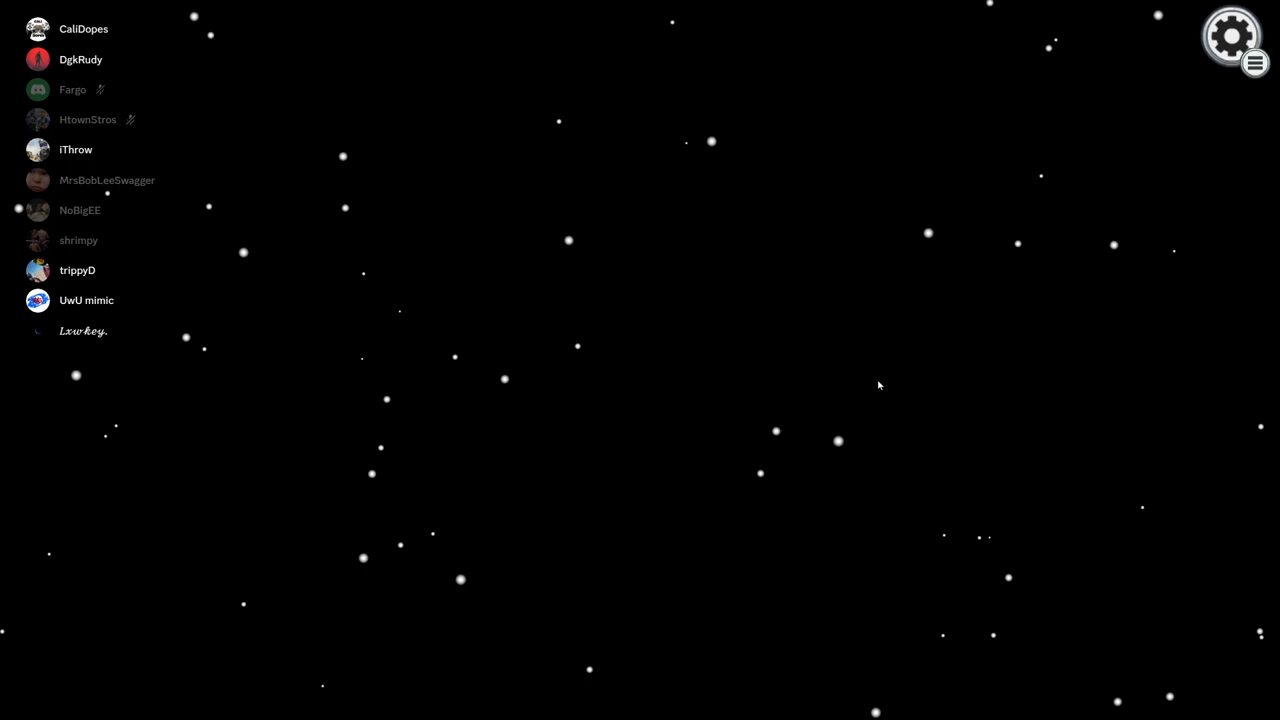 CaliDopes
DgkRudy
Fargo
HtownStros
iThrow
MrsBobLeeSwagger
NoBigEE
shrimpy
trippyD
UwU mimic
𝓛𝔁𝔀𝓴𝓮𝔂.